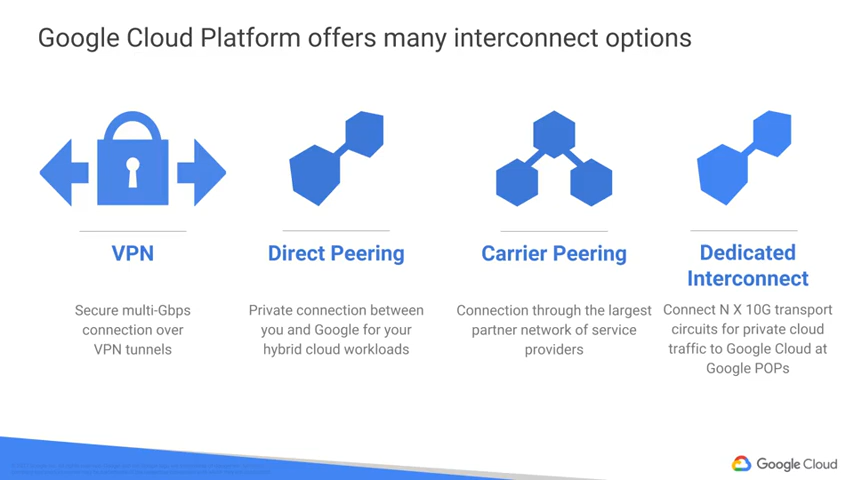 Google Cloud Platform offers many interconnect options
VPN
Secure multi-Gbps
connection over
VPN tunnels
Direct Peering
Private connection between
you and Google for your
hybrid cloud workloads
Carrier Peering
Connection through the largest
partner network of service
providers
Dedicated
Interconnect
Connect N X 10G transport
circuits for private cloud
traffic to Google Cloud at
Google POPs
Google Cloud